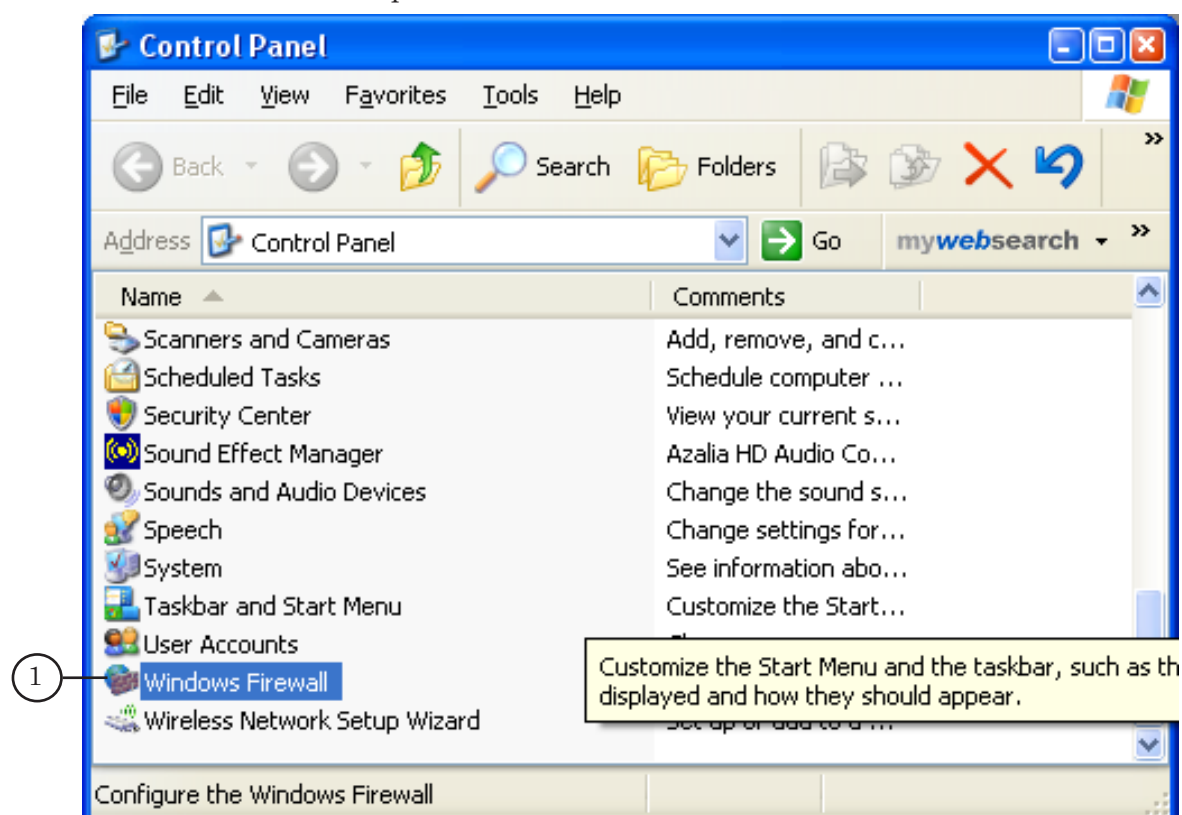 Control Panel
File Edit View Favorites Tools Help
Back Search Folders »
Address Control Panel Go mywebsearch »
Name Comments
Scanners and Cameras Add, remove, and c...
Scheduled Tasks Schedule computer ...
Security Center View your current s...
Sound Effect Manager Azalia HD Audio Co...
Sounds and Audio Devices Change the sound s...
Speech Change settings for...
System See information abo...
Taskbar and Start Menu Customize the Start...
User Accounts
1 Windows Firewall
Customize the Start Menu and the taskbar, such as th
displayed and how they should appear.
Wireless Network Setup Wizard
Configure the Windows Firewall